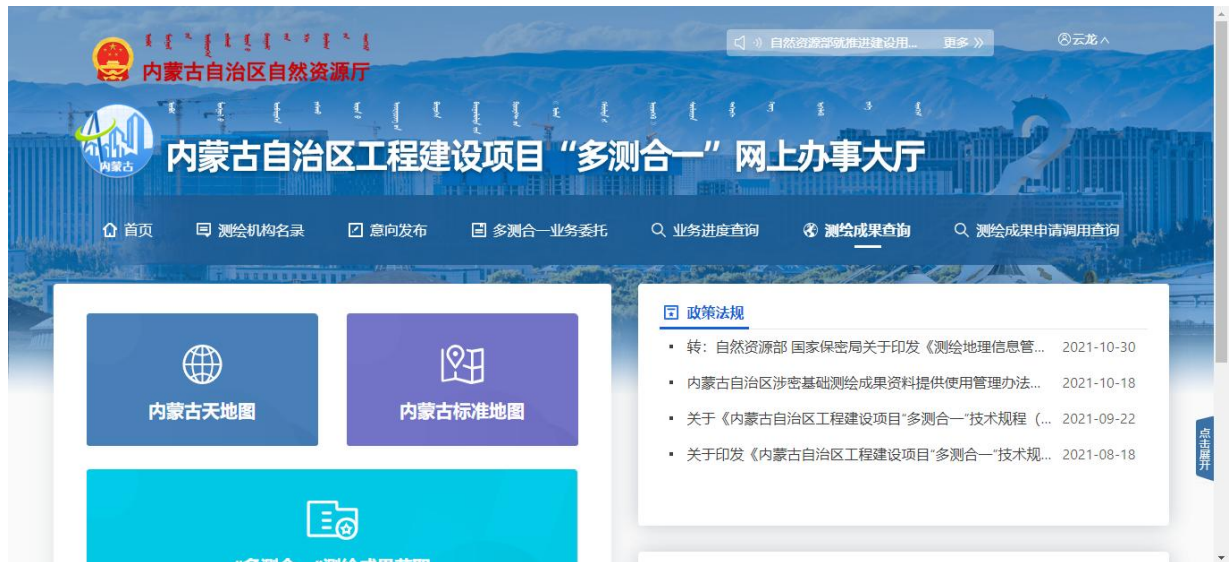 内蒙古自治区自然资源厅
自然资源部就推进建设用... 更多 》
云龙
内蒙古
内蒙古自治区工程建设项目“多测合一”网上办事大厅
首页 测绘机构名录 意向发布 多测合一业务委托 业务进度查询 测绘成果查询 测绘成果申请调用查询
内蒙古天地图
内蒙古标准地图
政策法规
转：自然资源部 国家保密局关于印发《测绘地理信息管... 2021-10-30
内蒙古自治区涉密基础测绘成果资料提供使用管理办法... 2021-10-18
关于《内蒙古自治区工程建设项目“多测合一”技术规程（... 2021-09-22
关于印发《内蒙古自治区工程建设项目“多测合一”技术规... 2021-08-18
点击展开